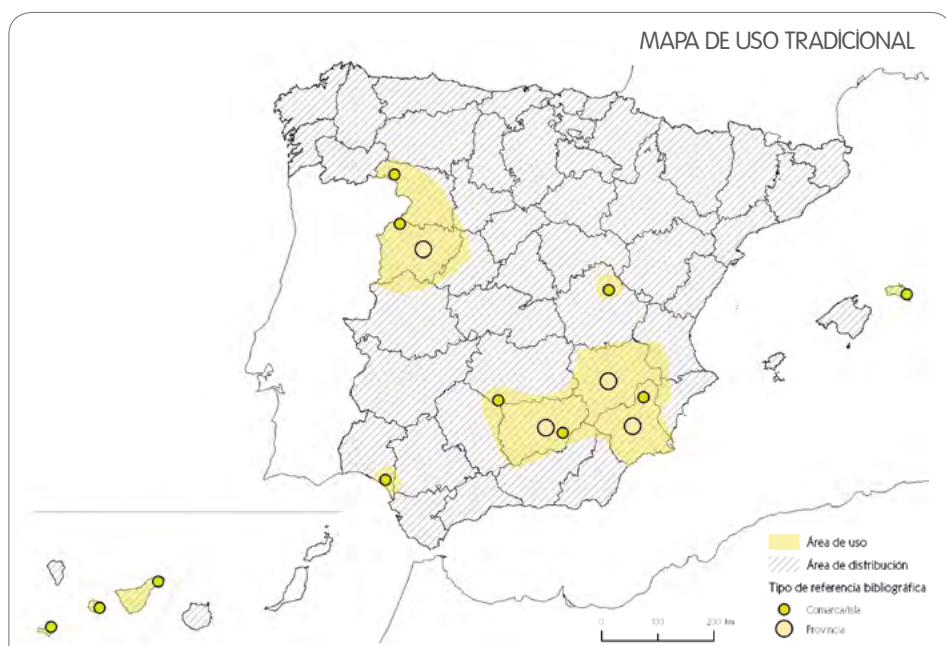 MAPA DE USO TRADICIONAL
Área de uso
Área de distribución
Tipo de referencia bibliográfica
Comarca/Isla
Provincia
0 100 200 km